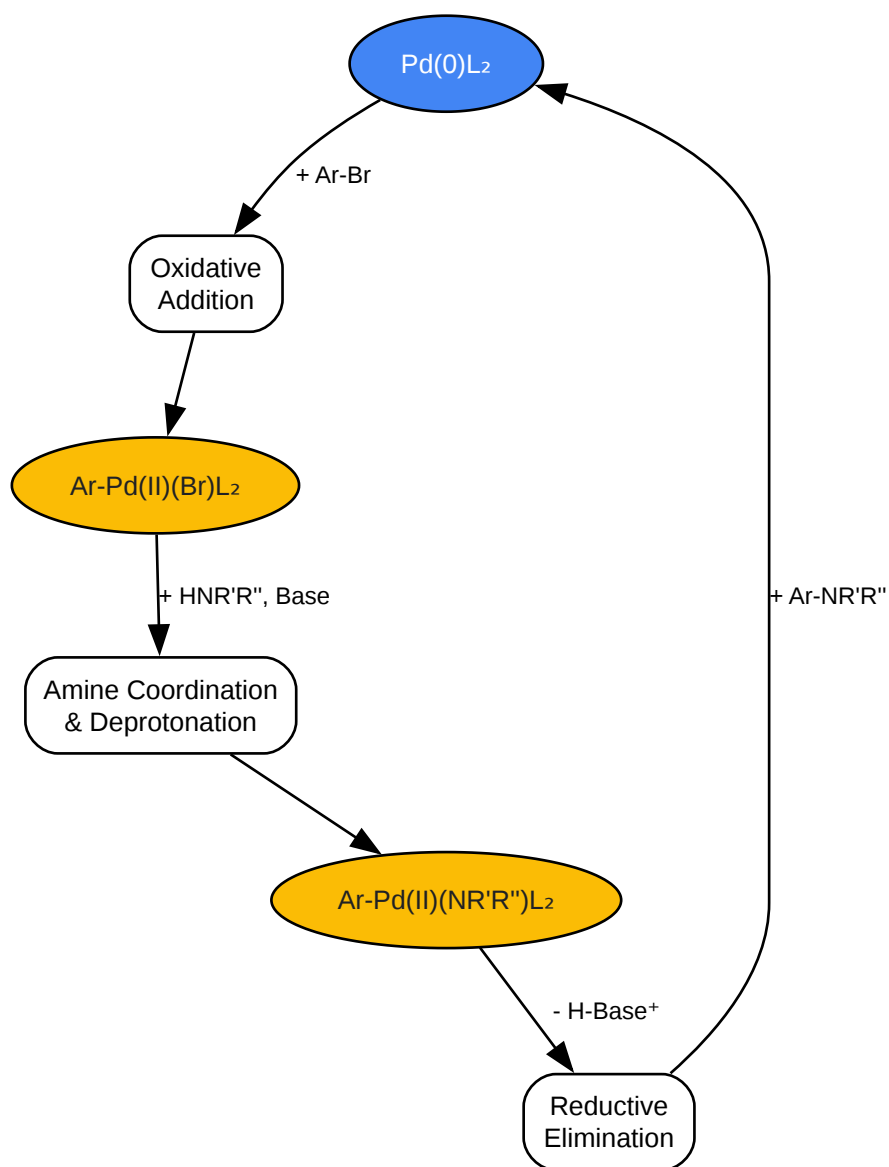 Pd(0)L₂
+ Ar-Br
Oxidative
Addition
Ar-Pd(II)(Br)L₂
+ HNR'R'', Base
Amine Coordination
& Deprotonation
Ar-Pd(II)(NR'R'')L₂
- H-Base⁺
Reductive
Elimination
+ Ar-NR'R''